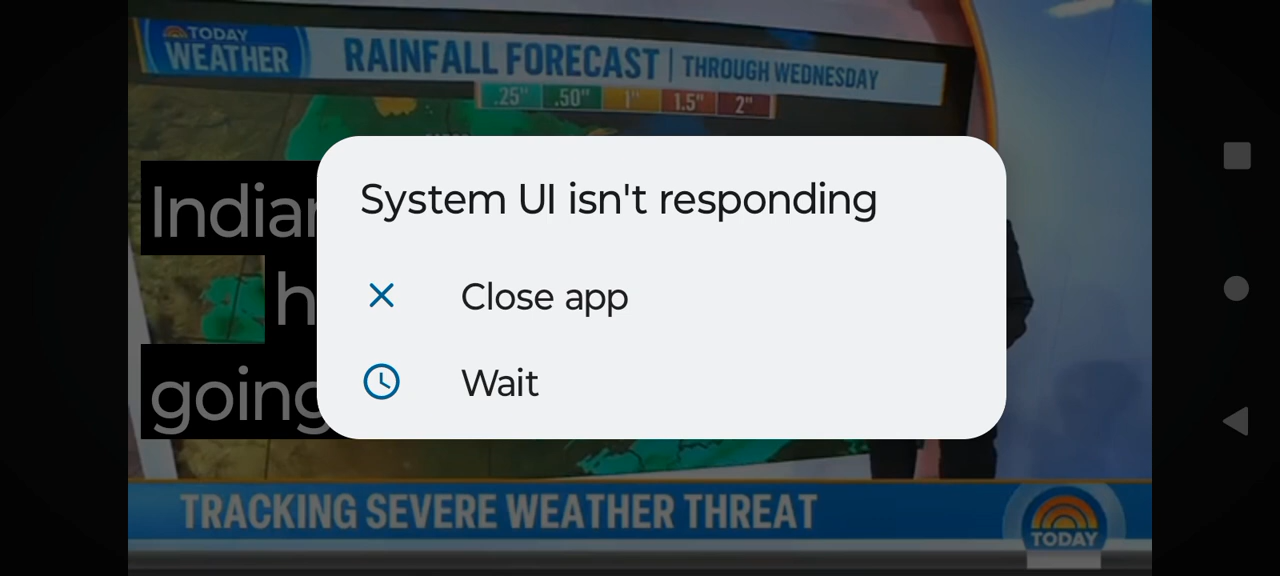 TODAY
WEATHER
RAINFALL FORECAST | THROUGH WEDNESDAY
.25" .50" 1" 1.5" 2"
System UI isn't responding
Close app
Wait
going
TRACKING SEVERE WEATHER THREAT
TODAY